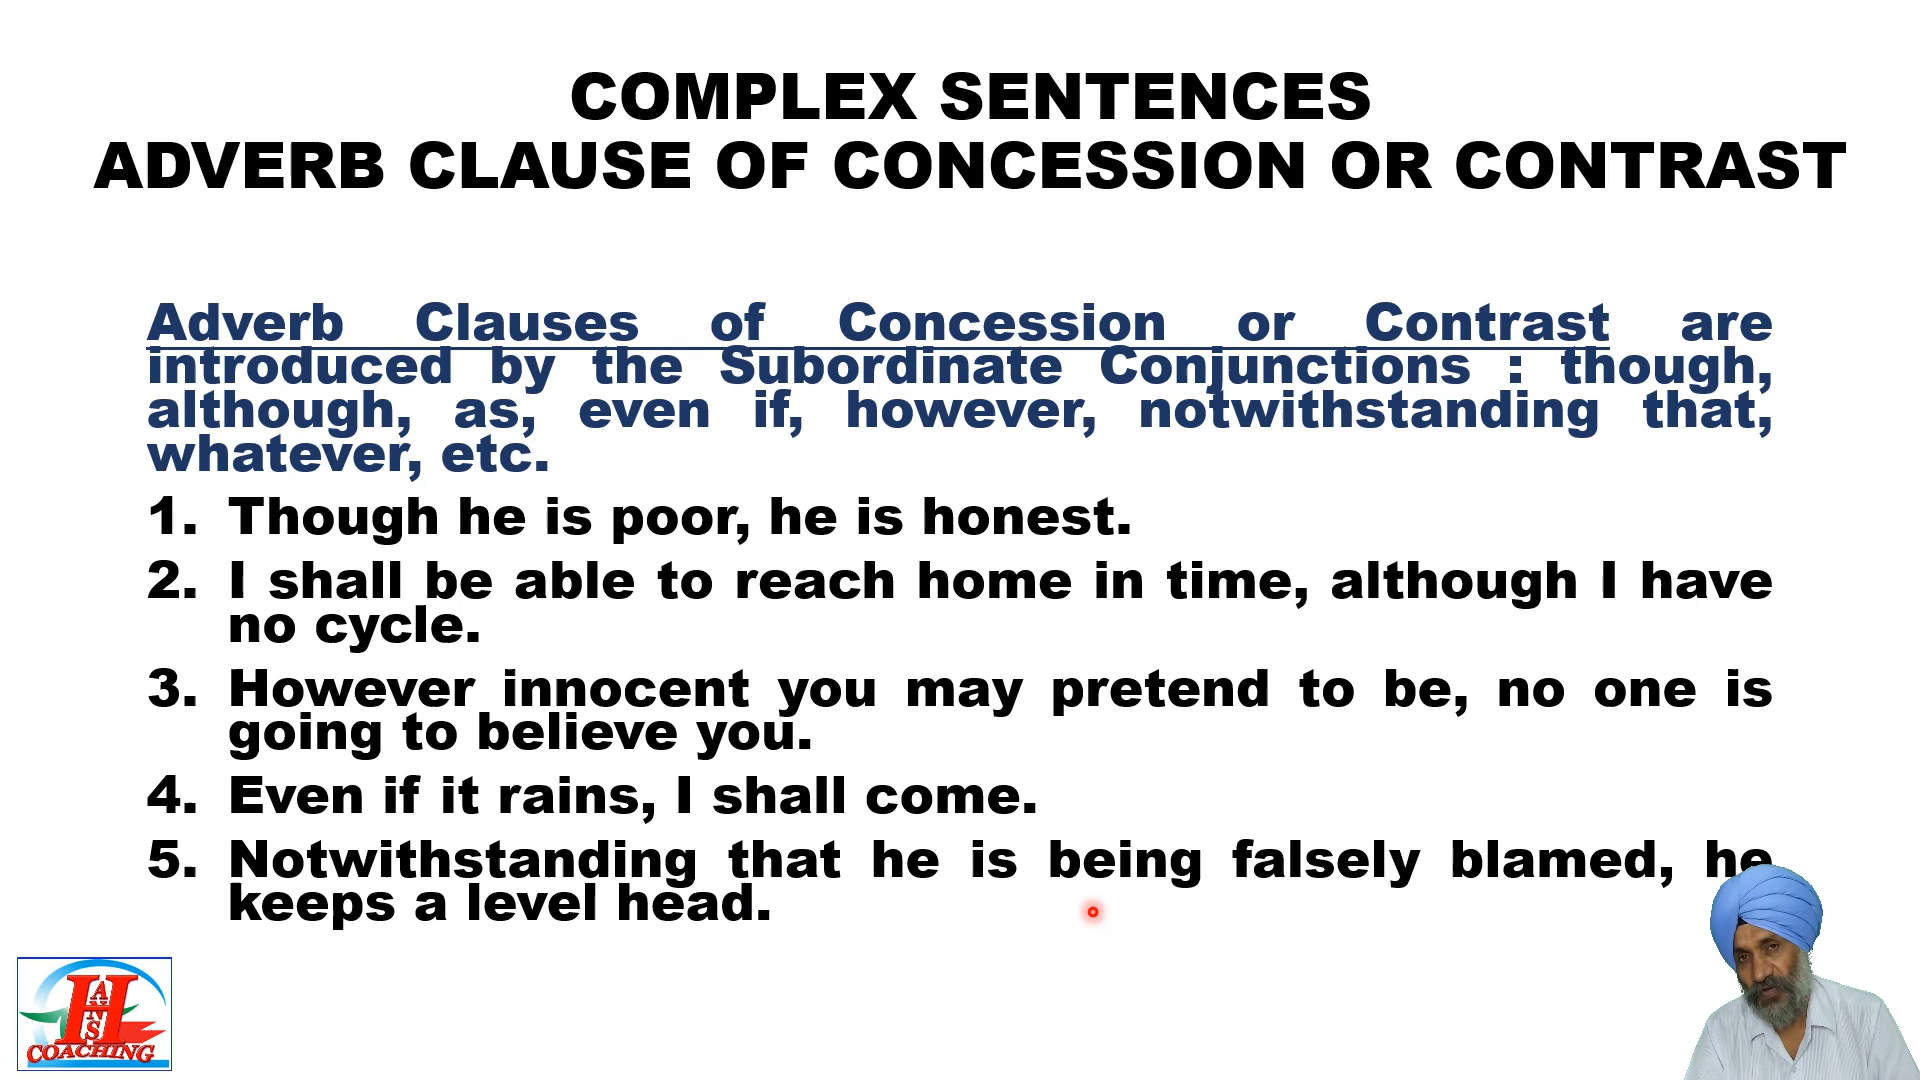 COMPLEX SENTENCES
ADVERB CLAUSE OF CONCESSION OR CONTRAST
Adverb Clauses of Concession or Contrast are
introduced by the Subordinate Conjunctions : though,
although, as, even if, however, notwithstanding that,
whatever, etc.
1. Though he is poor, he is honest.
2. I shall be able to reach home in time, although I have
no cycle.
3. However innocent you may pretend to be, no one is
going to believe you.
4. Even if it rains, I shall come.
5. Notwithstanding that he is being falsely blamed, he
keeps a level head.
HANS
COACHING